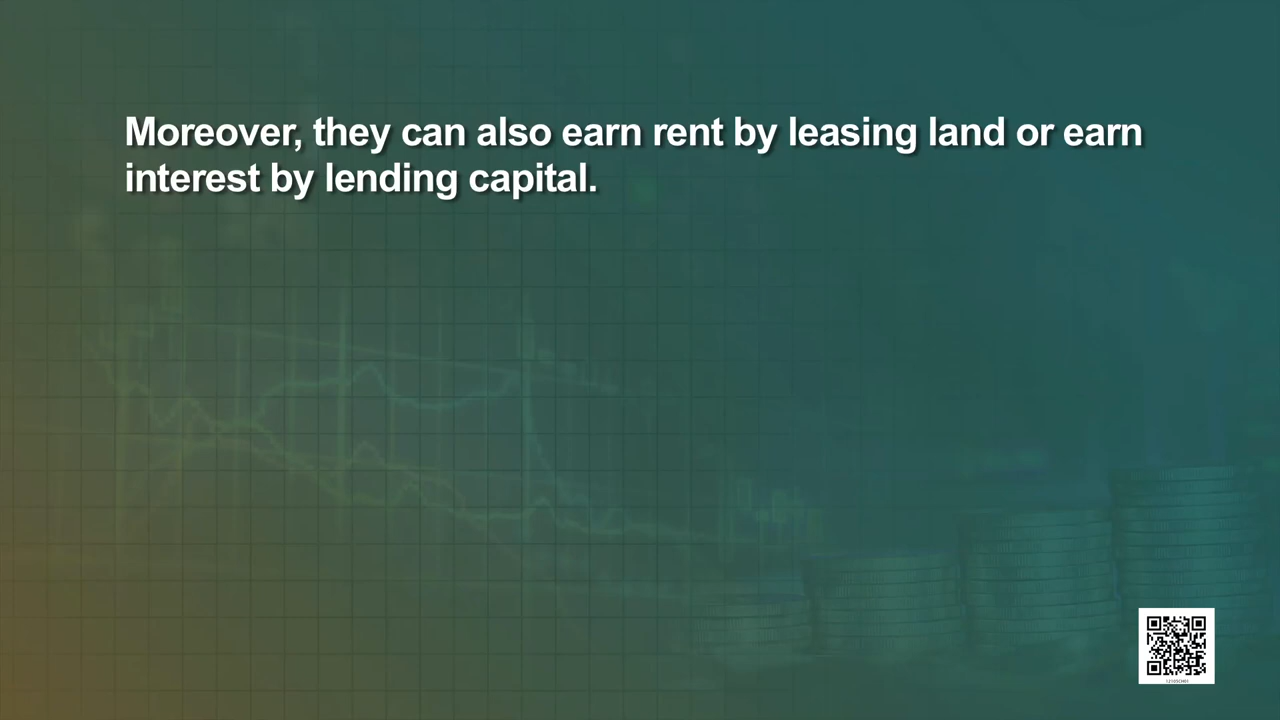 Moreover, they can also earn rent by leasing land or earn
interest by lending capital.